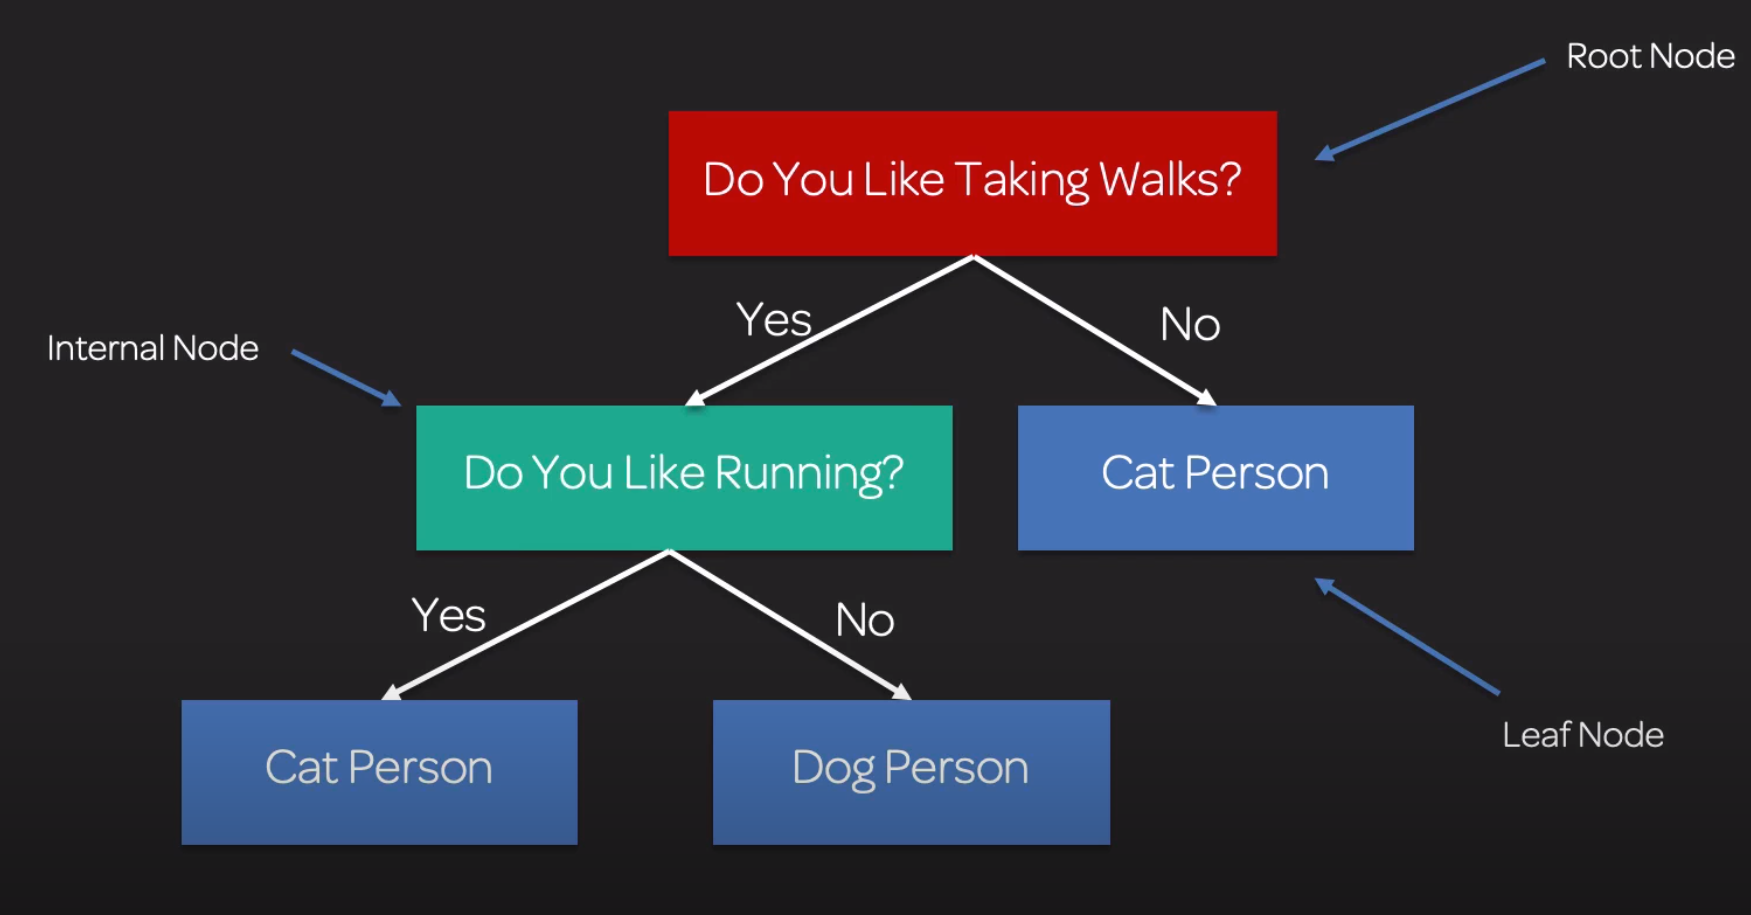 Root Node
Do You Like Taking Walks?
Yes
No
Internal Node
Do You Like Running?
Cat Person
Yes
No
Leaf Node
Cat Person
Dog Person